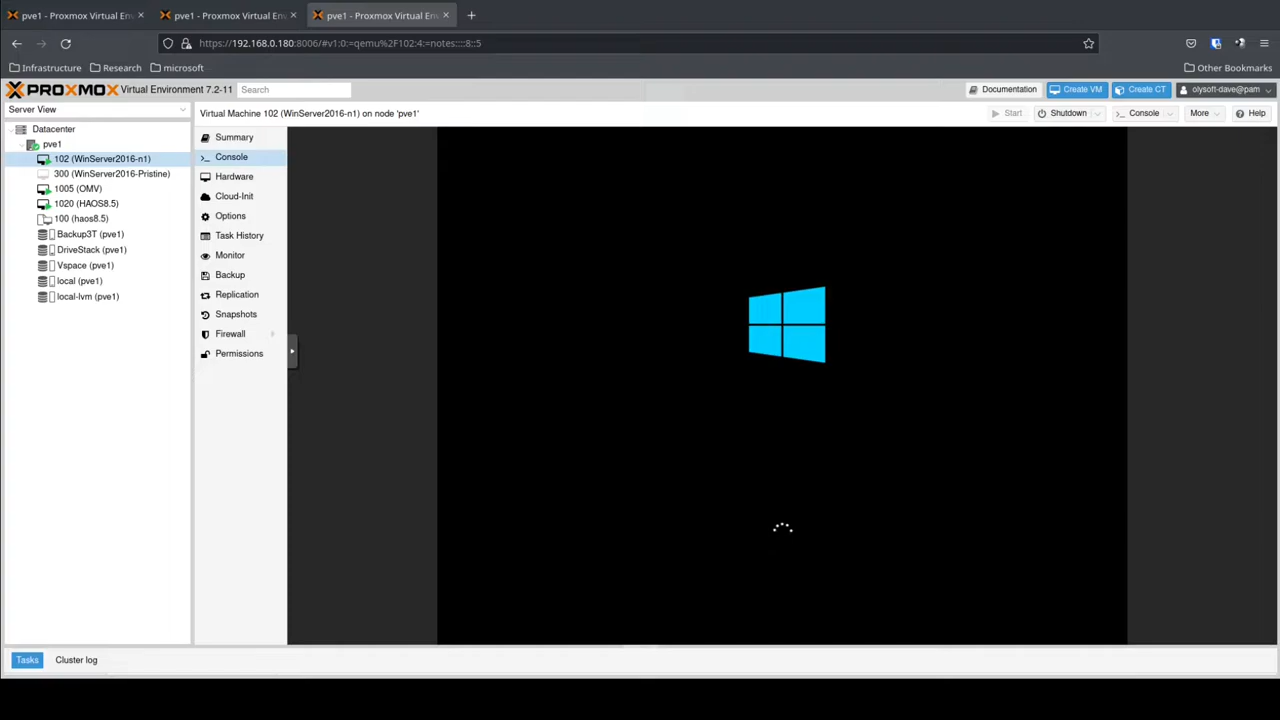 pve1 - Proxmox Virtual En
pve1 - Proxmox Virtual En
pve1 - Proxmox Virtual En
https://192.168.0.180:8006/#v1:0:=qemu%2F102:4:=notes::::8::5
Infrastructure Research microsoft Other Bookmarks
PROXMOX Virtual Environment 7.2-11 Search Documentation Create VM Create CT olysoft-dave@pam
Server View
Virtual Machine 102 (WinServer2016-n1) on node 'pve1' Start Shutdown Console More Help
Datacenter
pve1
102 (WinServer2016-n1)
300 (WinServer2016-Pristine)
1005 (OMV)
1020 (HAOS8.5)
100 (haos8.5)
Backup3T (pve1)
DriveStack (pve1)
Vspace (pve1)
local (pve1)
local-lvm (pve1)
Summary
Console
Hardware
Cloud-Init
Options
Task History
Monitor
Backup
Replication
Snapshots
Firewall
Permissions
Tasks Cluster log